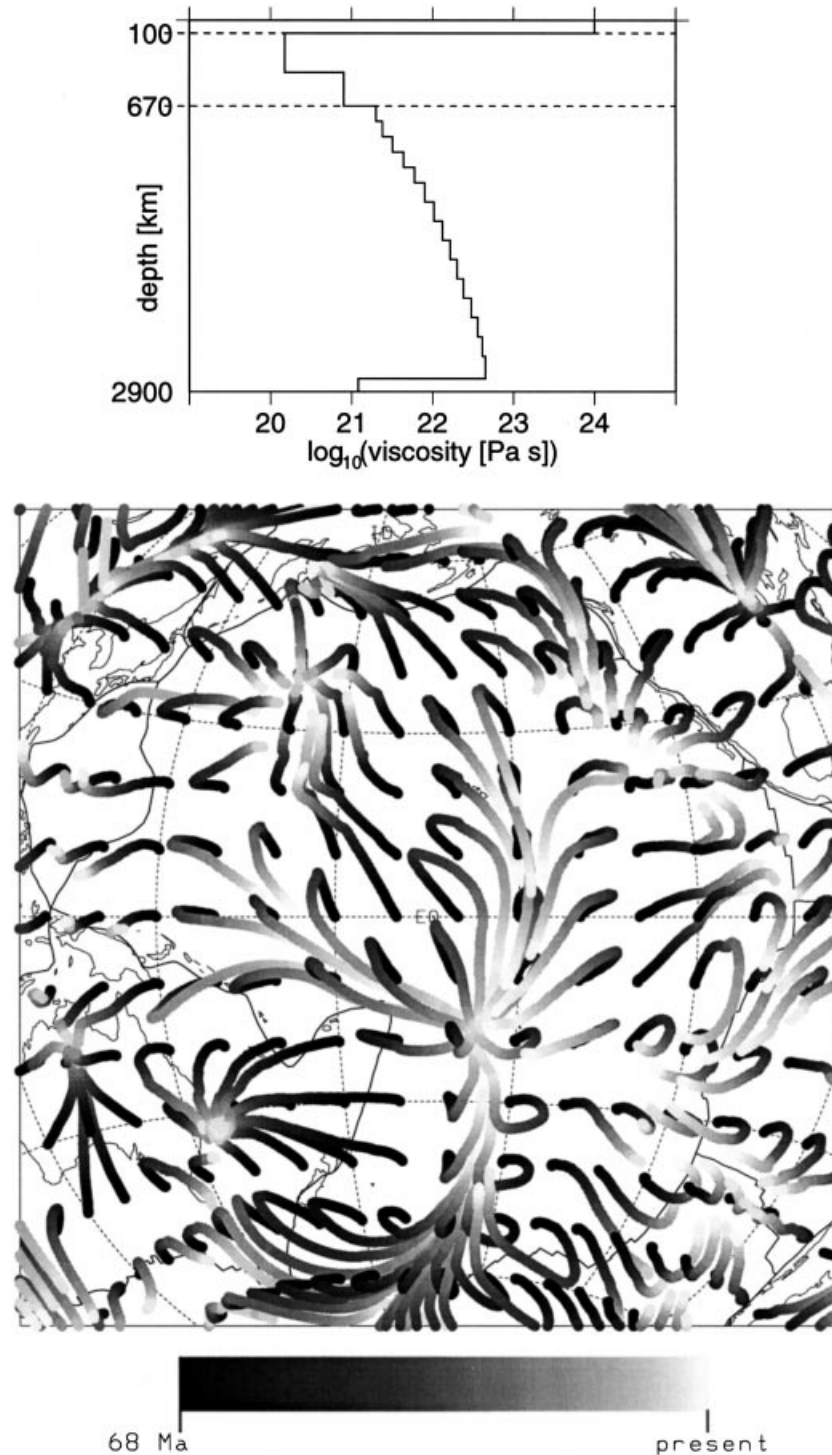 100
670
depth [km]
2900
20 21 22 23 24
log10(viscosity [Pa s])
EQ
68 Ma present